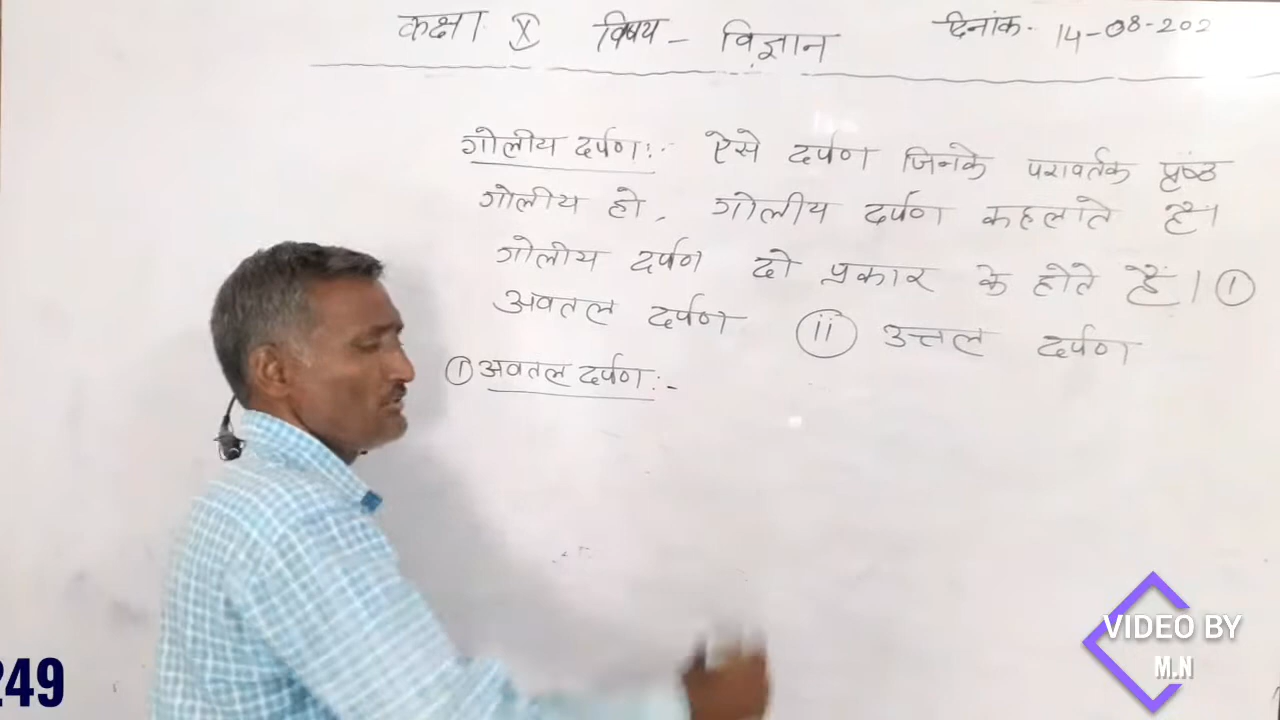 कक्षा X विषय - विज्ञान दिनांक- 14-08-202
गोलीय दर्पण:- ऐसे दर्पण जिनके परावर्तक पृष्ठ
गोलीय हो, गोलीय दर्पण कहलाते है।
गोलीय दर्पण दो प्रकार के होते हैं। (i)
अवतल दर्पण (ii) उत्तल दर्पण
(i) अवतल दर्पण:-
VIDEO BY
M.N
249